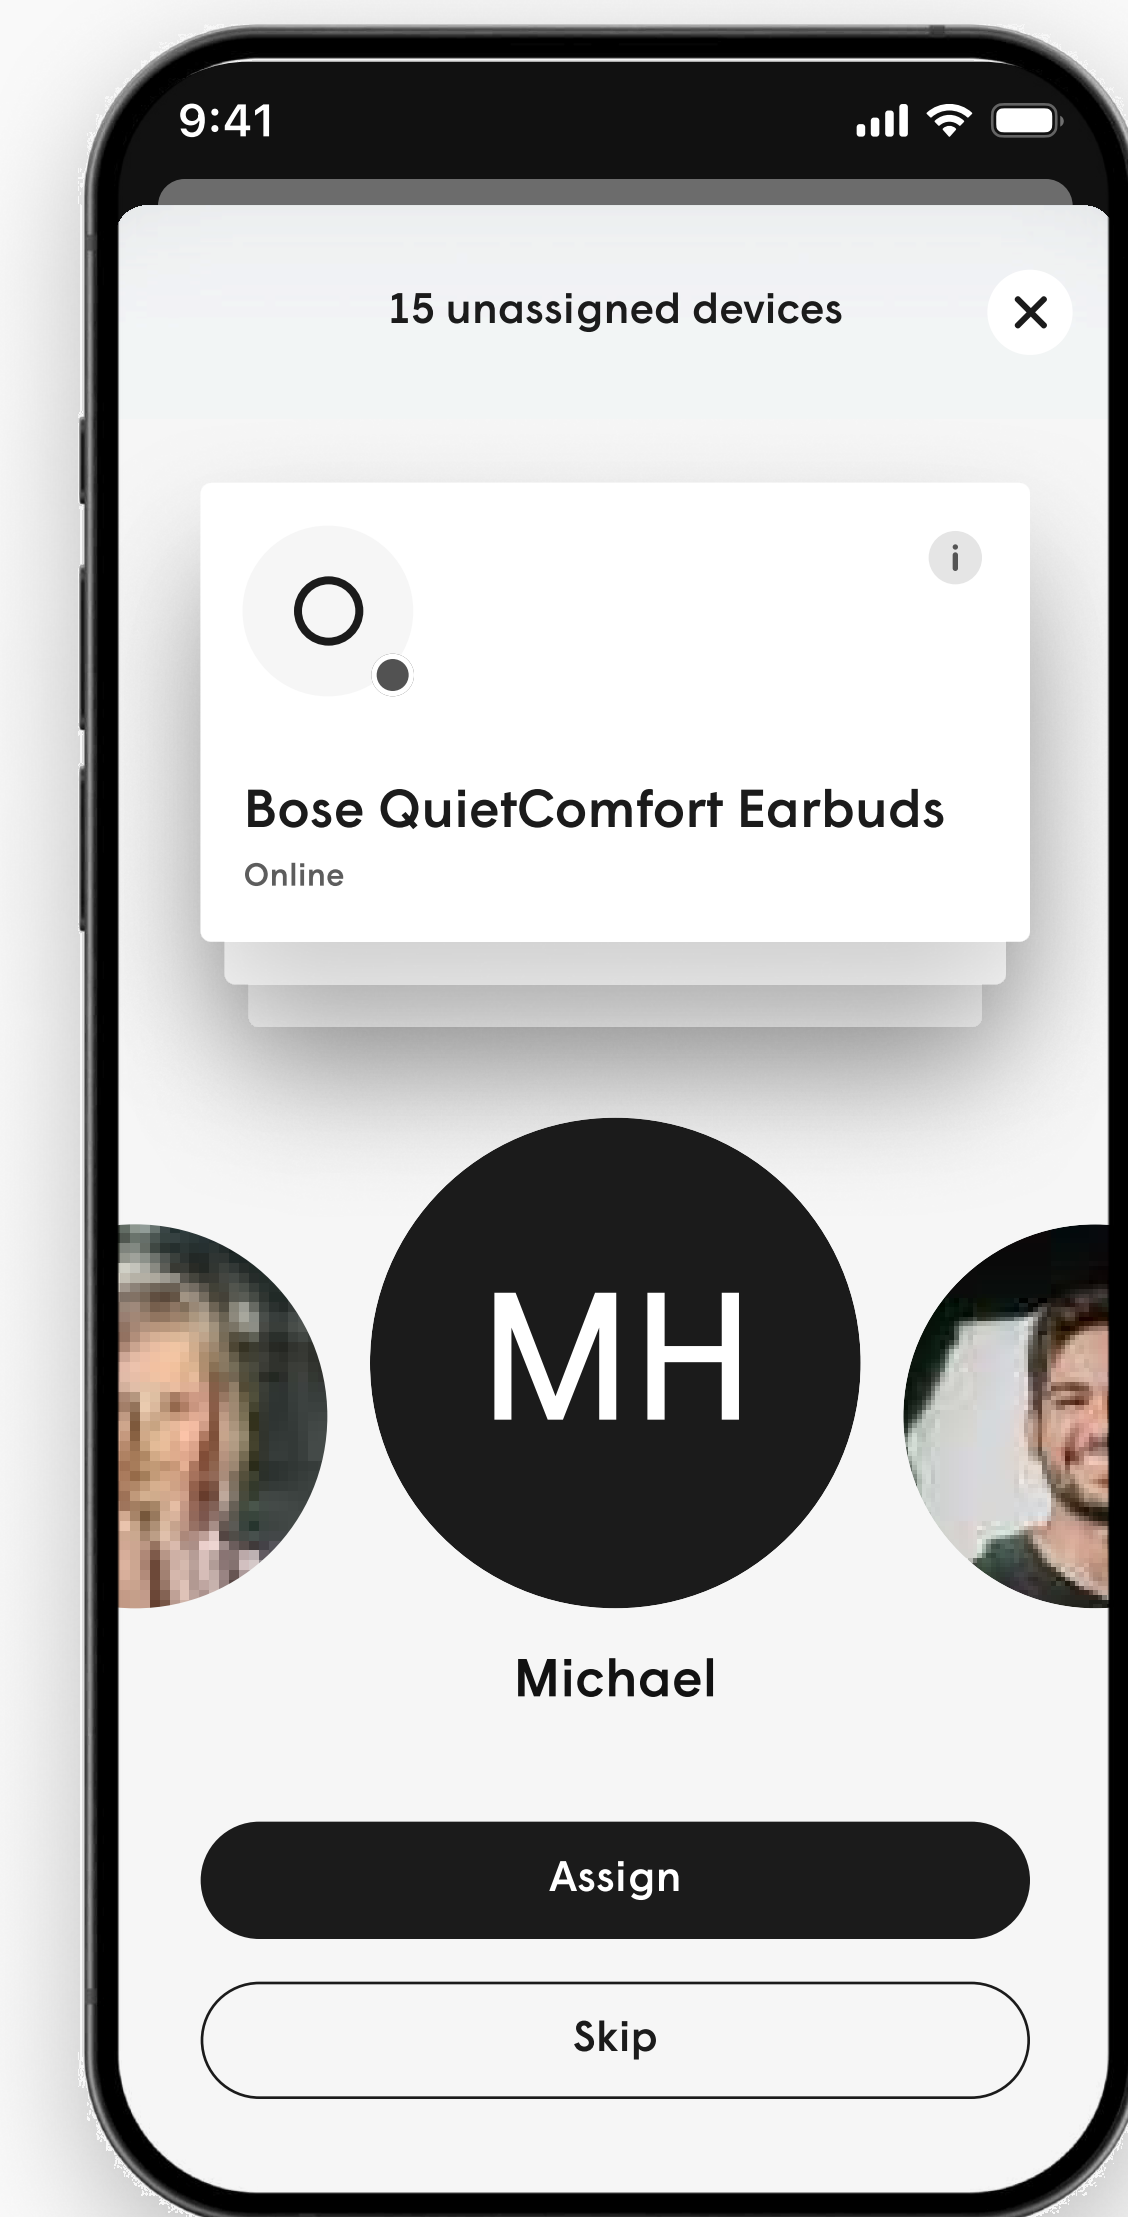 9:41
15 unassigned devices
Bose QuietComfort Earbuds
Online
MH
Michael
Assign
Skip